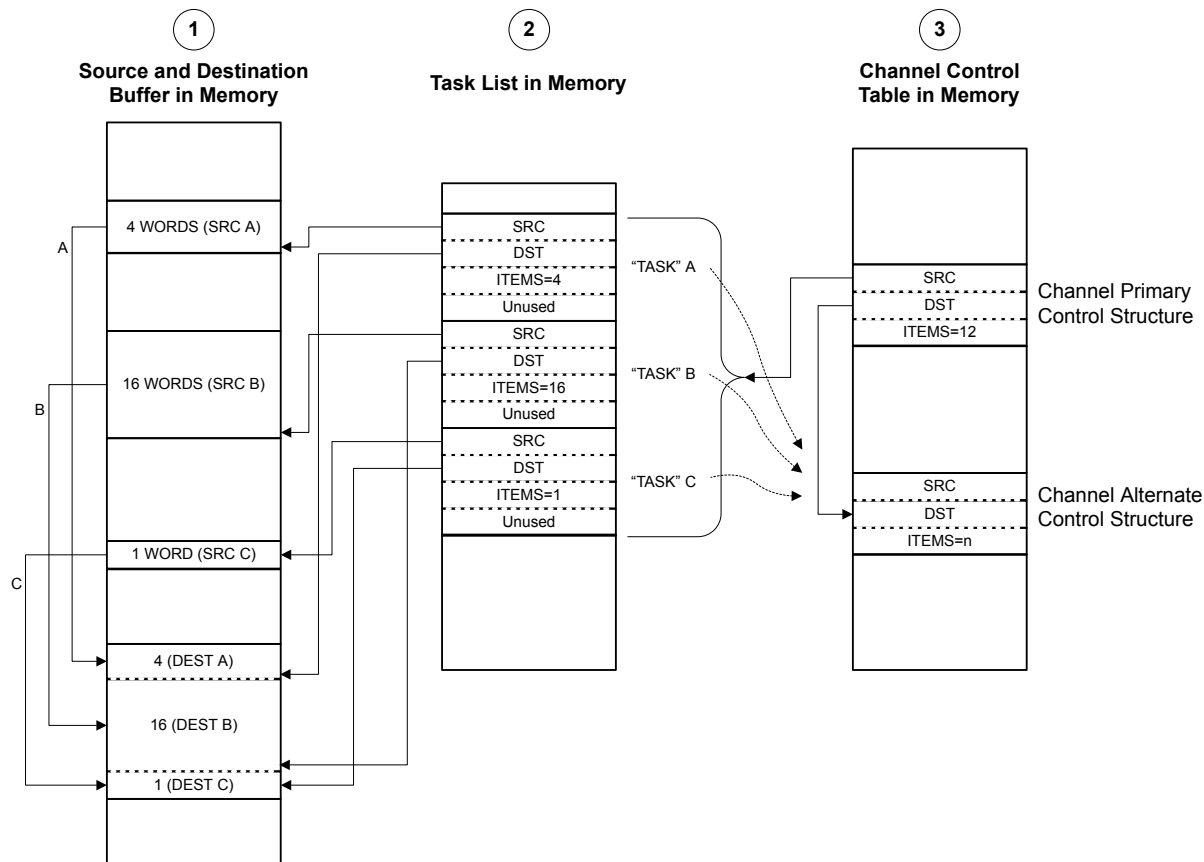 1
Source and Destination
Buffer in Memory
4 WORDS (SRC A)
A
16 WORDS (SRC B)
B
1 WORD (SRC C)
C
4 (DEST A)
16 (DEST B)
1 (DEST C)
2
Task List in Memory
SRC
DST
ITEMS=4
Unused
SRC
DST
ITEMS=16
Unused
SRC
DST
ITEMS=1
Unused
“TASK” A
“TASK” B
“TASK” C
3
Channel Control
Table in Memory
SRC
DST
ITEMS=12
Channel Primary
Control Structure
SRC
DST
ITEMS=n
Channel Alternate
Control Structure